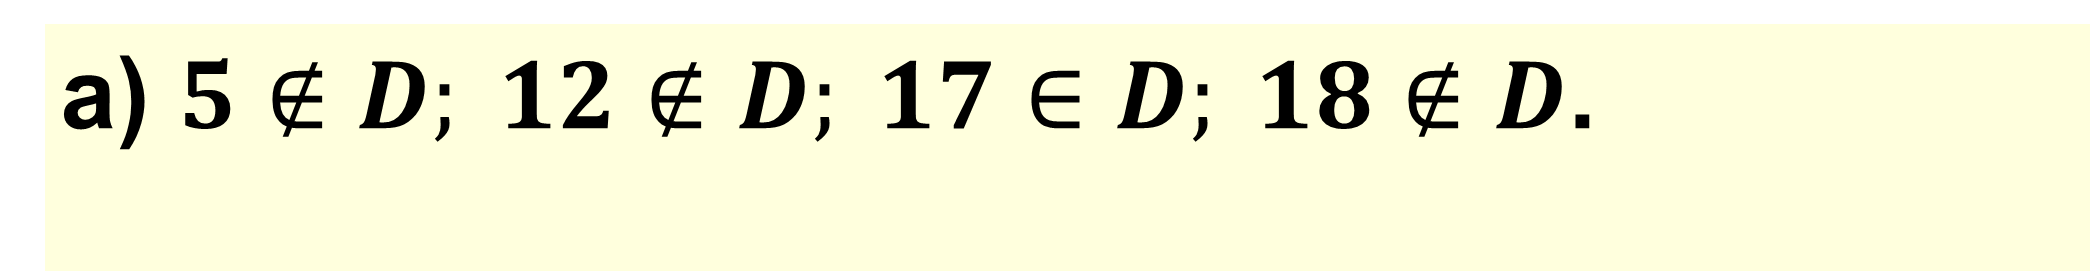 a) 5 ∉ D; 12 ∉ D; 17 ∈ D; 18 ∉ D.